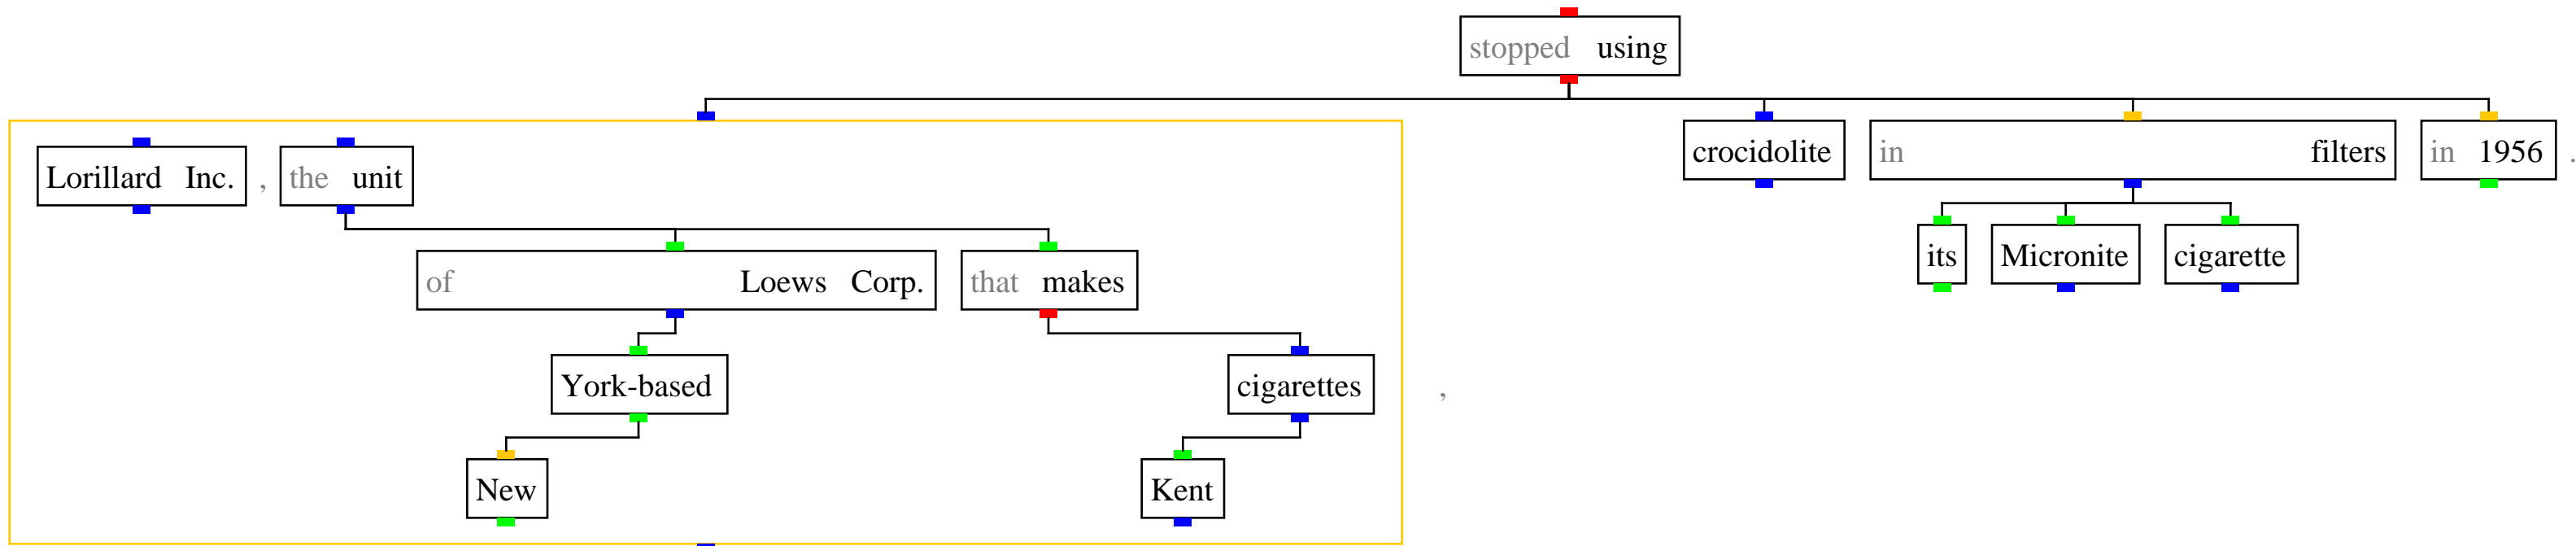 stopped using
Lorillard Inc. , the unit crocidolite in filters in 1956 .
of Loews Corp. that makes its Micronite cigarette
York-based cigarettes ,
New Kent